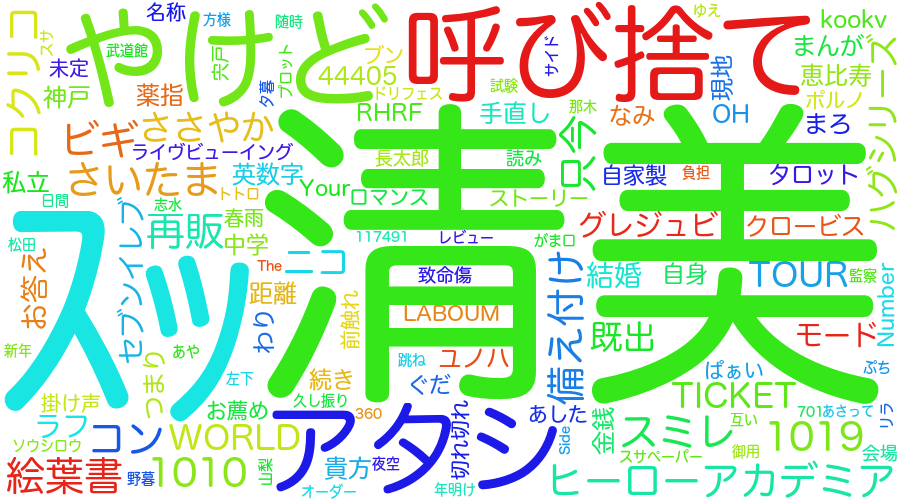 名称
方様
随時
ゆえ
コクリコ
やけど
呼び捨て
kookv
武道館
宍戸
プロット
サイド
まんが
スサ
未定
夕暮
ブン
44405
試験
現地
恵比寿
ハグシリーズ
神戸
薬指
ドリフェス
那木
ポルノ
RHRF
手直し
なみ
OH
まろ
ビギ
ささやか
只今
ライヴビューイング
長太郎
読み
さいたま
英数字
自家製
負担
タロット
私立
トトロ
Your
ロマンス
ストーリー
美
清
日間
志水
春雨
117491
グレジュビ
クロービス
再販
中学
レビュー
がま口
松田
The
ニコ
スッ
セブンイレブ
お答え
致命傷
備え付け
結婚
自身
TOUR
監察
距離
前触れ
LABOUM
既出
Number
モード
新年
あや
わり
跳ね
ユノハ
ぱぁい
ぷち
左下
続き
ぐだ
TICKET
つまり
掛け声
お薦め
久し振り
360
アタシ
あした
金銭
互い
701
あさって
リラ
ラフ
コン
WORLD
切れ切れ
side
スミレ
1019
ソウシロウ
スサペーパー
御用
会場
絵葉書
野暮
1010
山梨
貴方
夜空
オーダー
年明け
ヒーローアカデミア